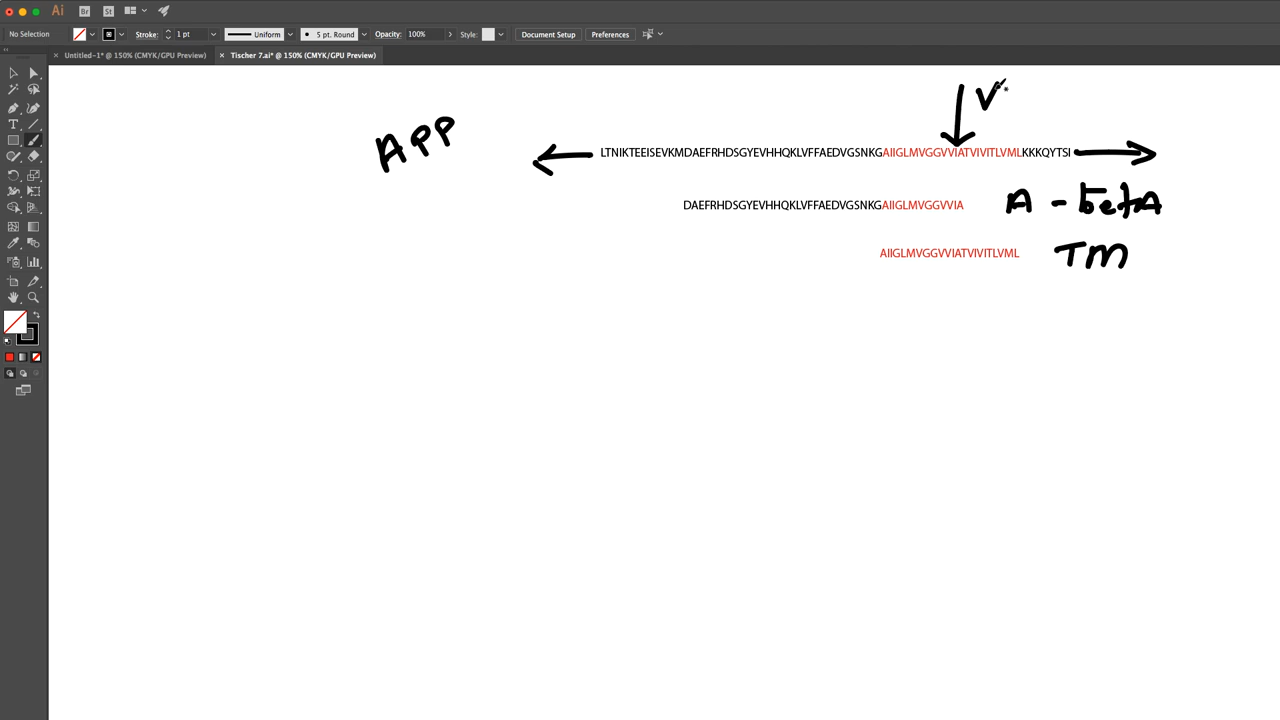 Ai Br St
No Selection Stroke: 1 pt Uniform 5 pt. Round Opacity: 100% Style: Document Setup Preferences
× Untitled-1* @ 150% (CMYK/GPU Preview) × Tischer 7.ai* @ 150% (CMYK/GPU Preview)
V
APP
LTNIKTEEISEVKMDAEFRHDSGYEVHHQKLVFFAEDVGSNKGAIIGLMVGGVVIATVIVITLVMLKKKQYTSI
DAEFRHDSGYEVHHQKLVFFAEDVGSNKGAIIGLMVGGVVIA A - betA
AIIGLMVGGVVIATVIVITLVML TM